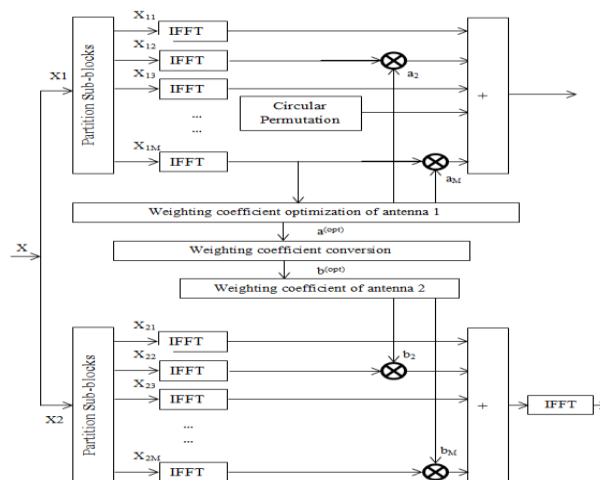 X11
IFFT
X12
IFFT
a2
X1
Partition Sub-blocks
X13
IFFT
+
...
...
Circular
Permutation
X1M
IFFT
aM
Weighting coefficient optimization of antenna 1
a(opt)
X
Weighting coefficient conversion
b(opt)
Weighting coefficient of antenna 2
X21
IFFT
X22
IFFT
b2
X23
IFFT
X2
Partition Sub-blocks
+
IFFT
...
...
bM
X2M
IFFT